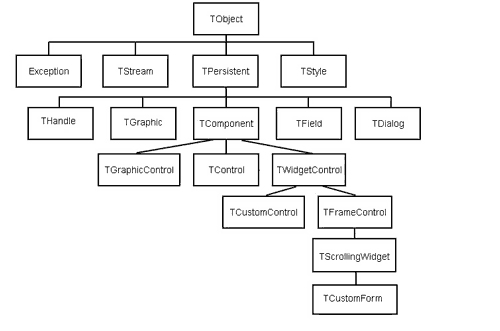 TObject
Exception
TStream
TPersistent
TStyle
THandle
TGraphic
TComponent
TField
TDialog
TGraphicControl
TControl
TWidgetControl
TCustomControl
TFrameControl
TScrollingWidget
TCustomForm